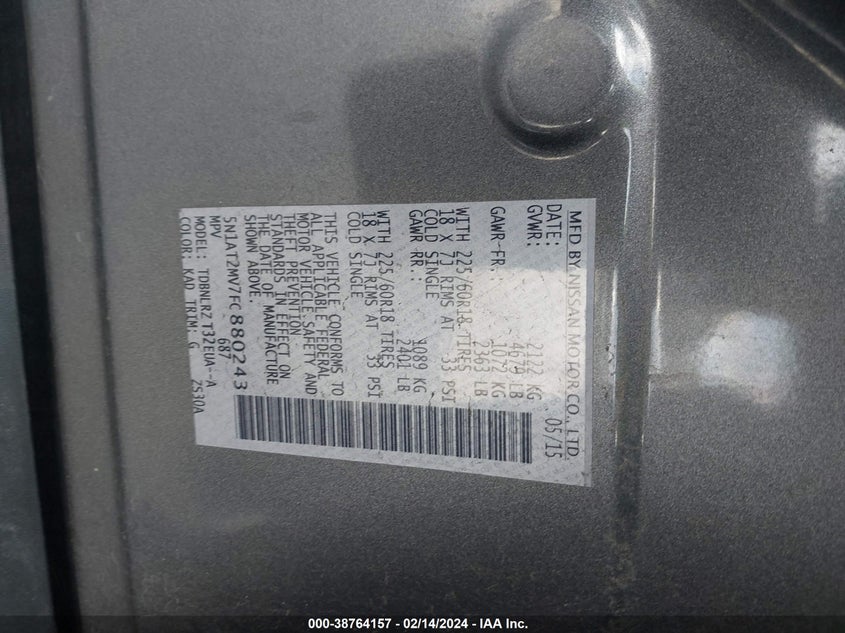 MFD BY NISSAN MOTOR CO., LTD.
DATE: 05/15
GVWR: 2122 KG
4679 LB
GAWR FR. 1072 KG
2363 LB
WITH 225/60R18 TIRES
18 X 7J RIMS AT 33 PSI
COLD SINGLE
GAWR RR.: 1089 KG
2401 LB
WITH 225/60R18 TIRES
18 X 7J RIMS AT 33 PSI
COLD SINGLE
THIS VEHICLE CONFORMS TO
ALL APPLICABLE FEDERAL
MOTOR VEHICLE SAFETY AND
THEFT PREVENTION
STANDARDS IN EFFECT ON
THE DATE OF MANUFACTURE
SHOWN ABOVE.
5N1AT2MV7FC880243
MPV 687
MODEL: TDBNLRZ T32EUA--A
COLOR: KAD TRIM: G 2S30A
000-38764157 - 02/14/2024 - IAA Inc.